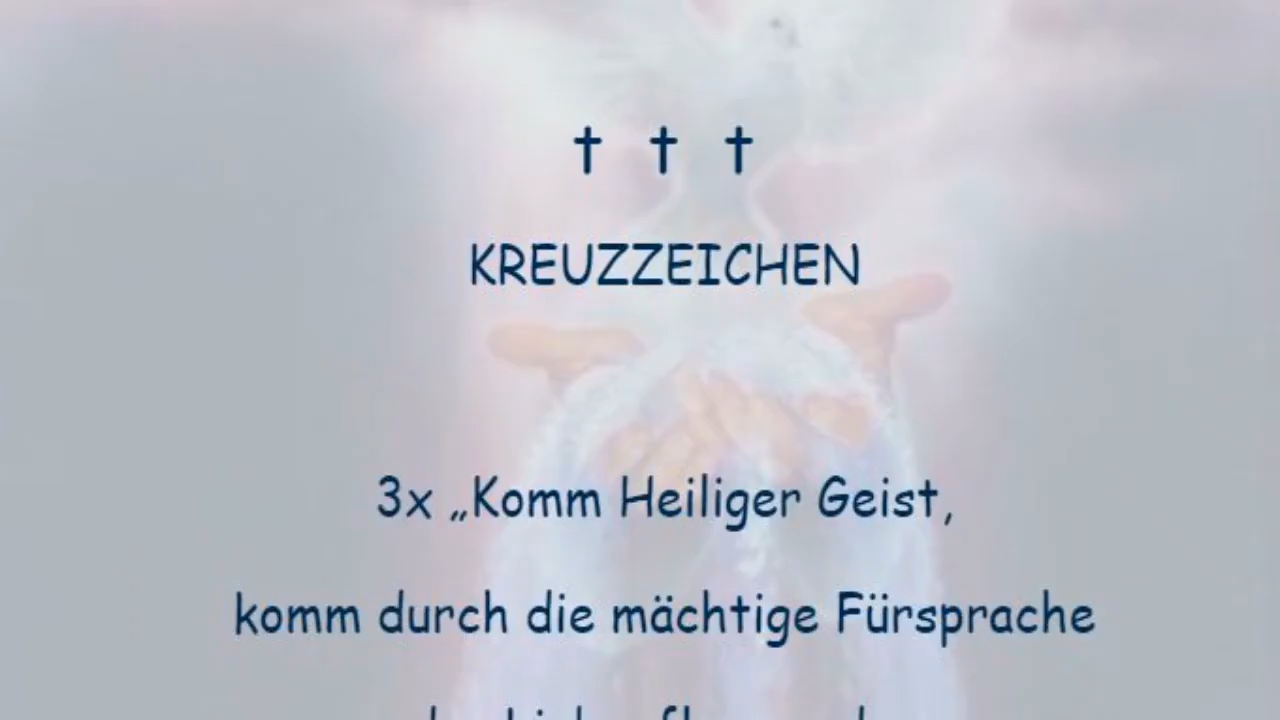 † † †
KREUZZEICHEN
3x „Komm Heiliger Geist,
komm durch die mächtige Fürsprache